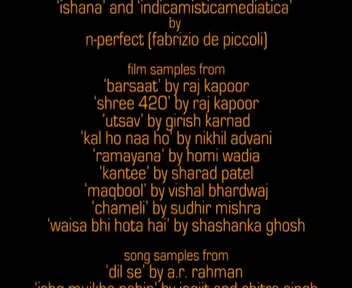 'ishana' and 'indicamisticamediatica'
by
n-perfect (fabrizio de piccoli)
film samples from
'barsaat' by raj kapoor
'shree 420' by raj kapoor
'utsav' by girish karnad
'kal ho naa ho' by nikhil advani
'ramayana' by homi wadia
'kantee' by sharad patel
'maqbool' by vishal bhardwaj
'chameli' by sudhir mishra
'waisa bhi hota hai' by shashanka ghosh
song samples from
'dil se' by a.r. rahman
'ishq mujhko nahin' by jagjit and chitra singh